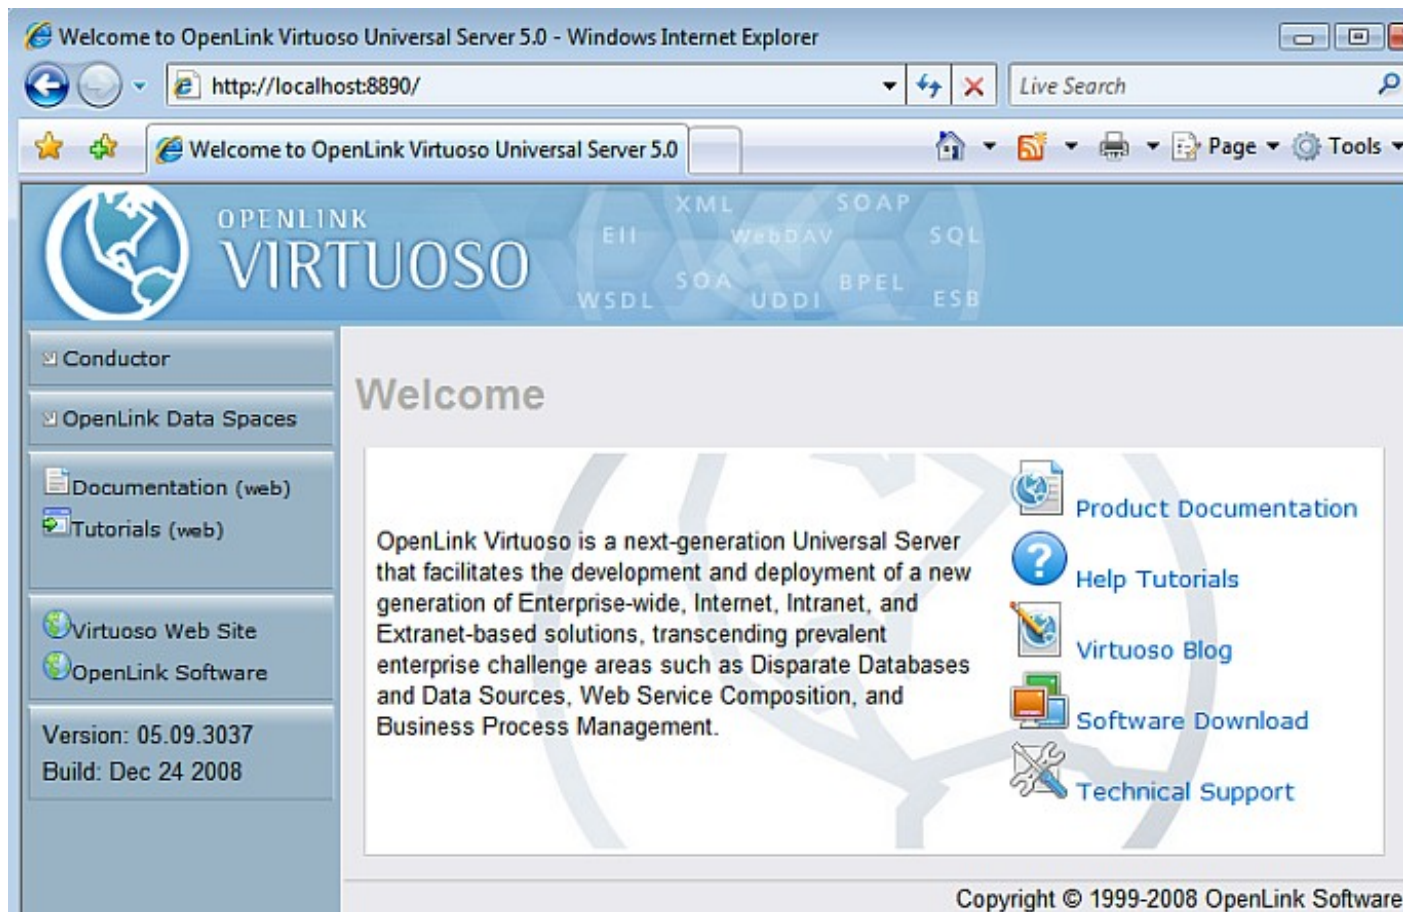 Welcome to OpenLink Virtuoso Universal Server 5.0 - Windows Internet Explorer
http://localhost:8890/
Live Search
Welcome to OpenLink Virtuoso Universal Server 5.0
Page
Tools
OPENLINK
VIRTUOSO
XML SOAP
EII WebDAV SQL
SOA BPEL
WSDL UDDI ESB
Conductor
OpenLink Data Spaces
Documentation (web)
Tutorials (web)
Virtuoso Web Site
OpenLink Software
Version: 05.09.3037
Build: Dec 24 2008
Welcome
OpenLink Virtuoso is a next-generation Universal Server
that facilitates the development and deployment of a new
generation of Enterprise-wide, Internet, Intranet, and
Extranet-based solutions, transcending prevalent
enterprise challenge areas such as Disparate Databases
and Data Sources, Web Service Composition, and
Business Process Management.
Product Documentation
Help Tutorials
Virtuoso Blog
Software Download
Technical Support
Copyright © 1999-2008 OpenLink Software